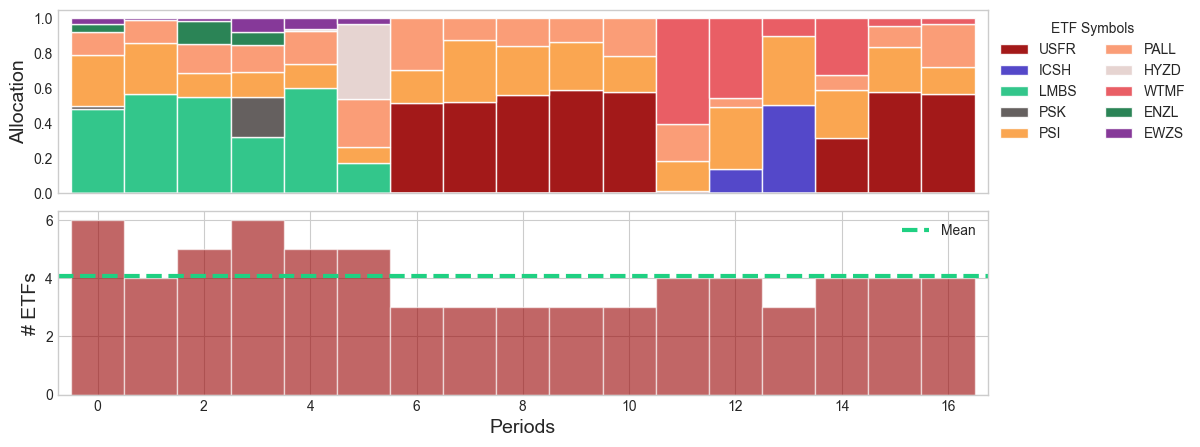 1.0
0.8
0.6
0.4
0.2
0.0
Allocation
ETF Symbols
USFR PALL
ICSH HYZD
LMBS WTMF
PSK ENZL
PSI EWZS
6
4
2
0
# ETFs
Mean
0 2 4 6 8 10 12 14 16
Periods